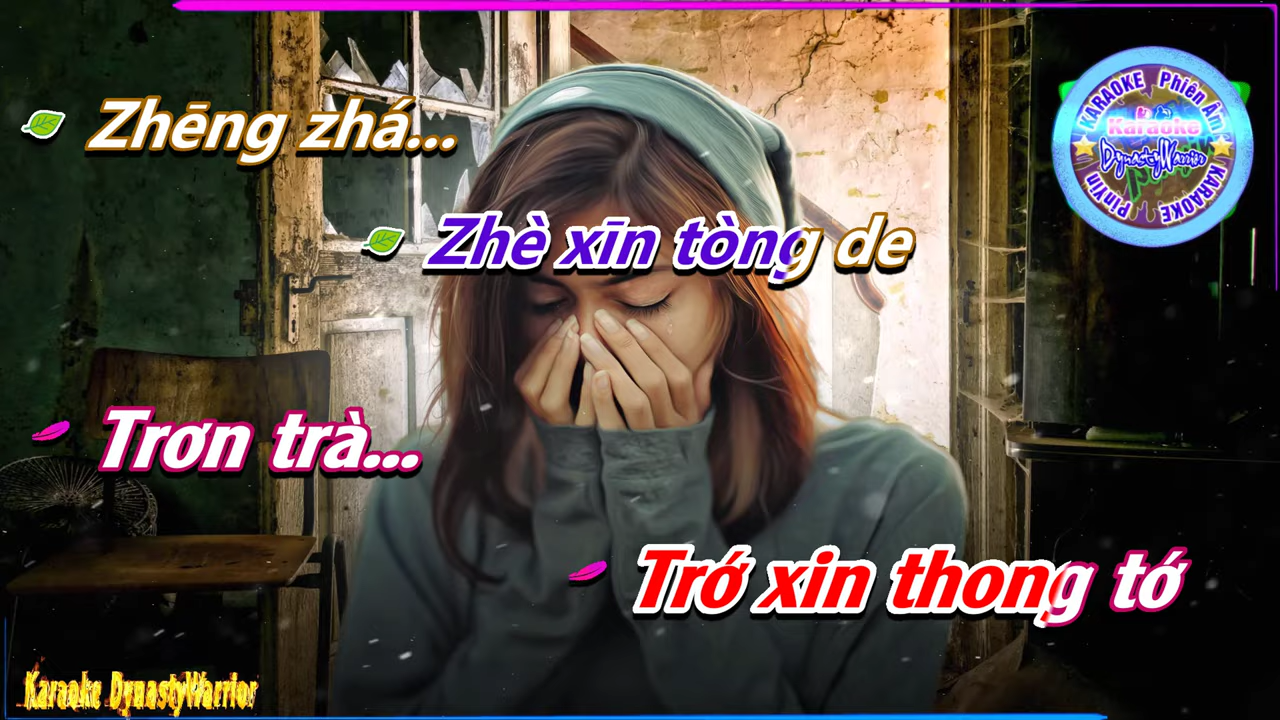 Zhēng zhá...
Zhè xīn tòng de
Trơn trà...
Trớ xin thong tớ
KARAOKE Phiên Âm
Karaoke
DynastyWarrior
PinYin KARAOKE
Karaoke DynastyWarrior